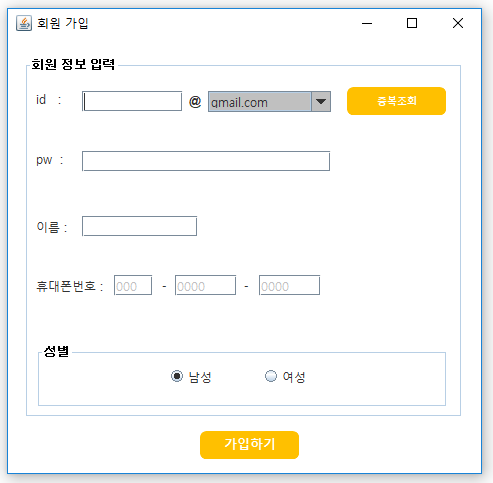 회원 가입
회원 정보 입력
id : @ gmail.com 중복조회
pw :
이름 :
휴대폰번호 : 000 - 0000 - 0000
성별
남성 여성
가입하기